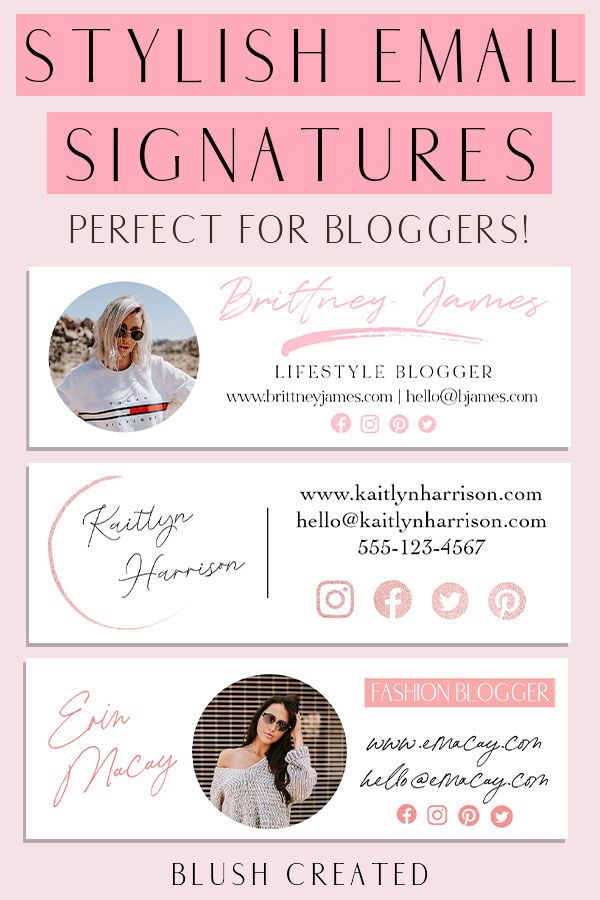 STYLISH EMAIL
SIGNATURES
PERFECT FOR BLOGGERS!
Brittney James
LIFESTYLE BLOGGER
www.brittneyjames.com | hello@bjames.com
TOMMY
HILFIGER
Kaitlyn
Harrison
www.kaitlynharrison.com
hello@kaitlynharrison.com
555-123-4567
Erin
MaCay
FASHION BLOGGER
www.emacay.com
hello@emacay.com
BLUSH CREATED